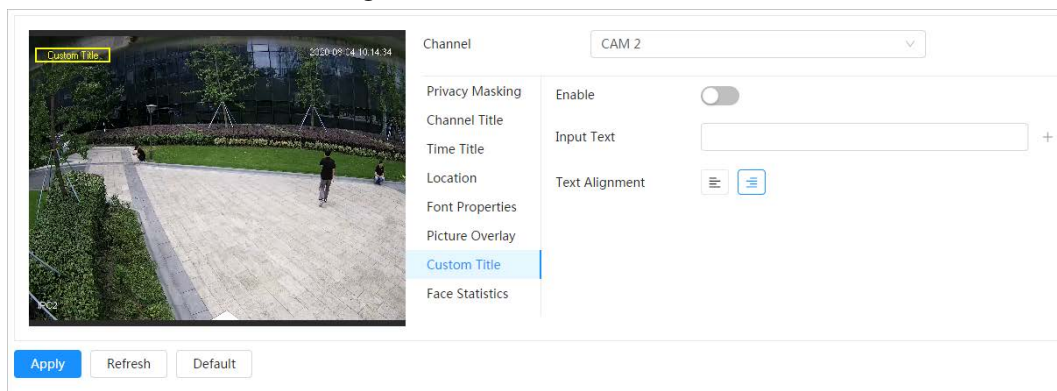 Custom Title
2020-09-04 10:14:34
IPC2
Channel
CAM 2
Privacy Masking
Channel Title
Time Title
Location
Font Properties
Picture Overlay
Custom Title
Face Statistics
Enable
Input Text
+
Text Alignment
Apply
Refresh
Default